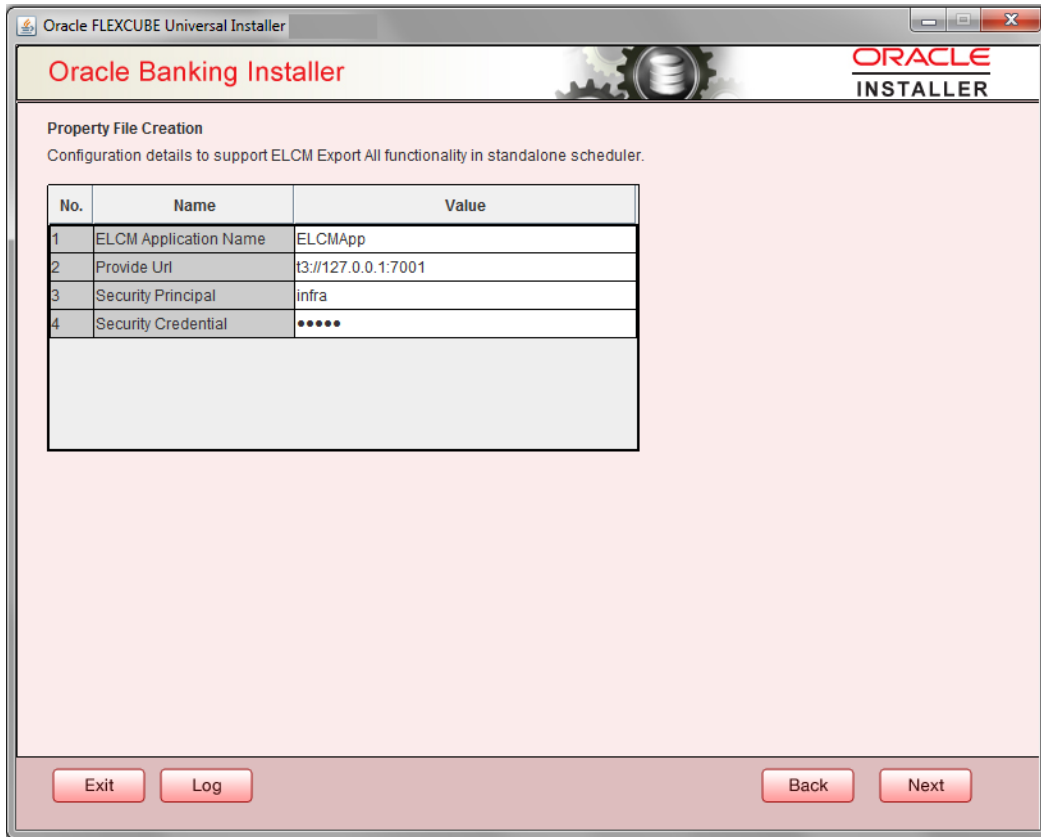 Oracle FLEXCUBE Universal Installer
Oracle Banking Installer
ORACLE
INSTALLER
Property File Creation
Configuration details to support ELCM Export All functionality in standalone scheduler.
No. Name Value
1 ELCM Application Name ELCMApp
2 Provide Url t3://127.0.0.1:7001
3 Security Principal infra
4 Security Credential •••••
Exit Log Back Next